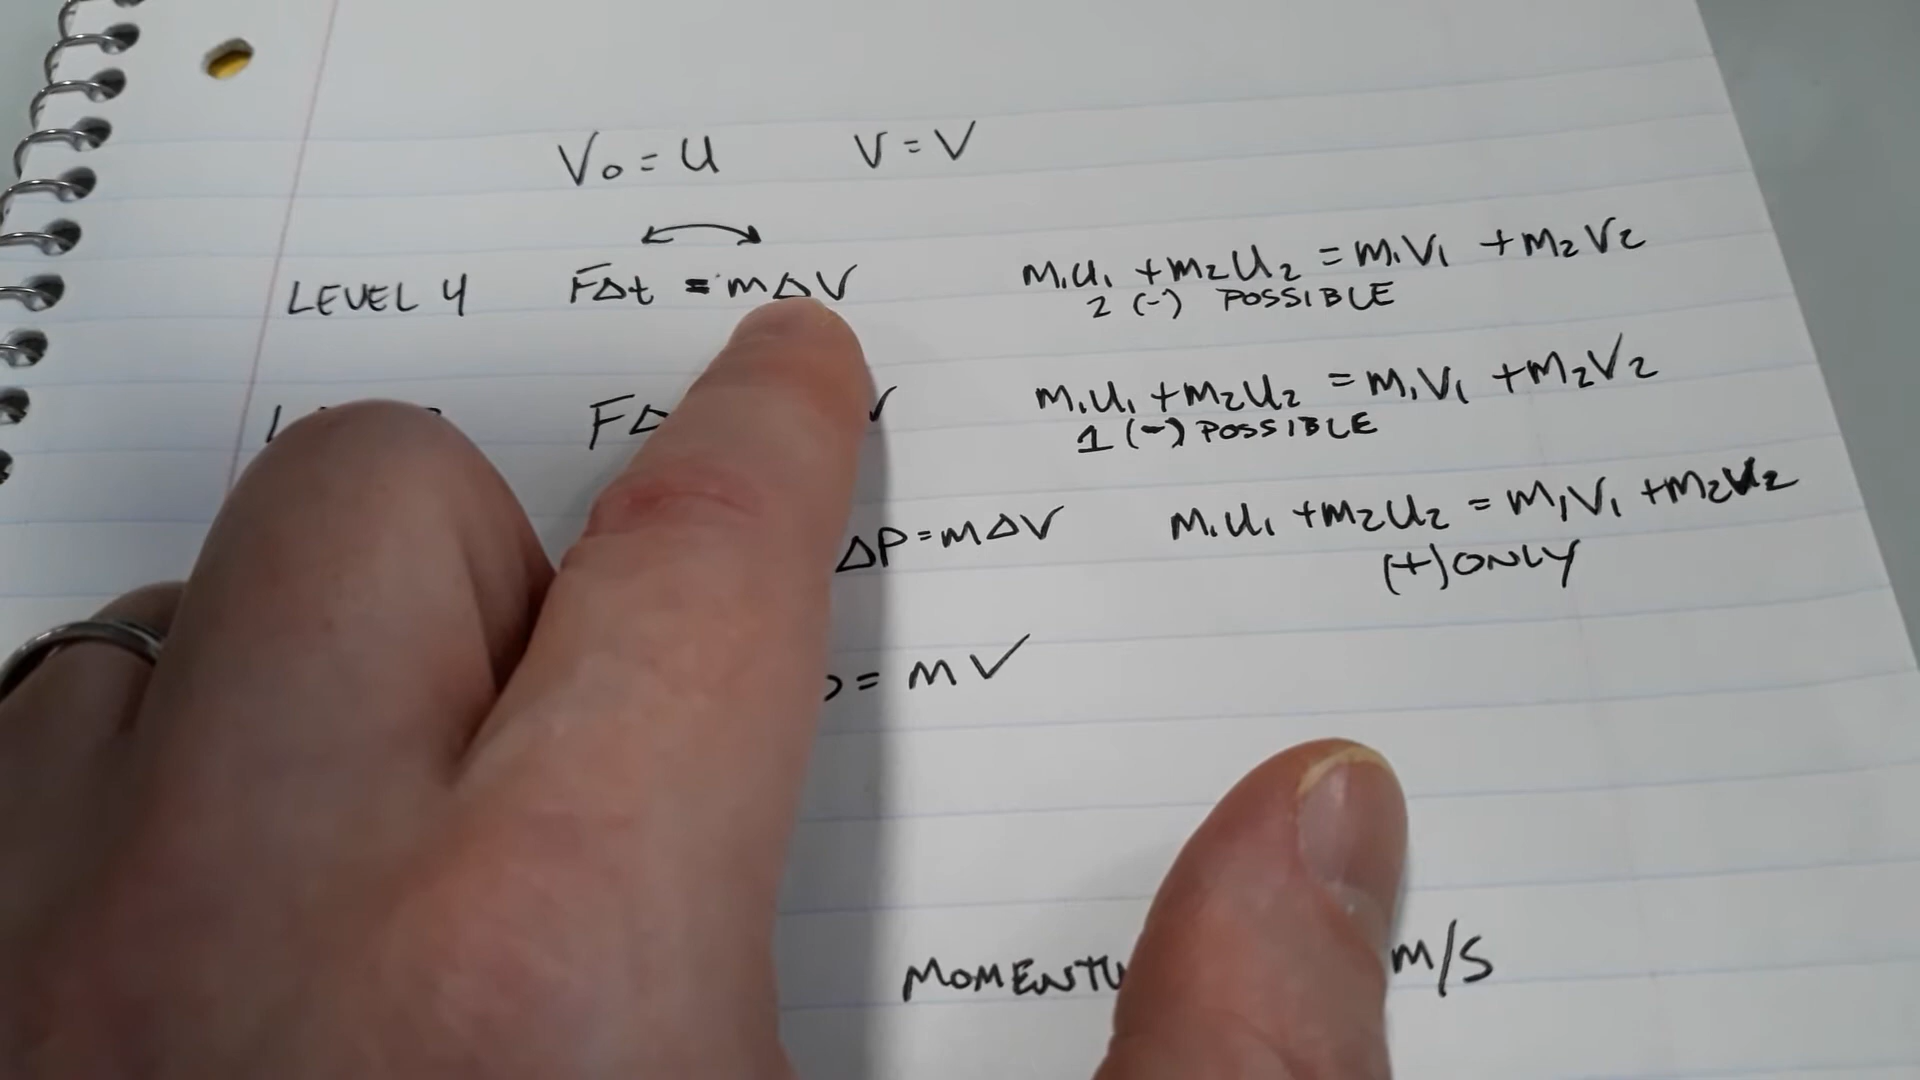 V₀ = U V = V
LEVEL 4 FΔt = mΔV m₁U₁ + m₂U₂ = m₁V₁ + m₂V₂
2 (-) POSSIBLE
FΔ m₁U₁ + m₂U₂ = m₁V₁ + m₂V₂
1 (-) POSSIBLE
ΔP = mΔV m₁U₁ + m₂U₂ = m₁V₁ + m₂V₂
(+) ONLY
= mV
m/s